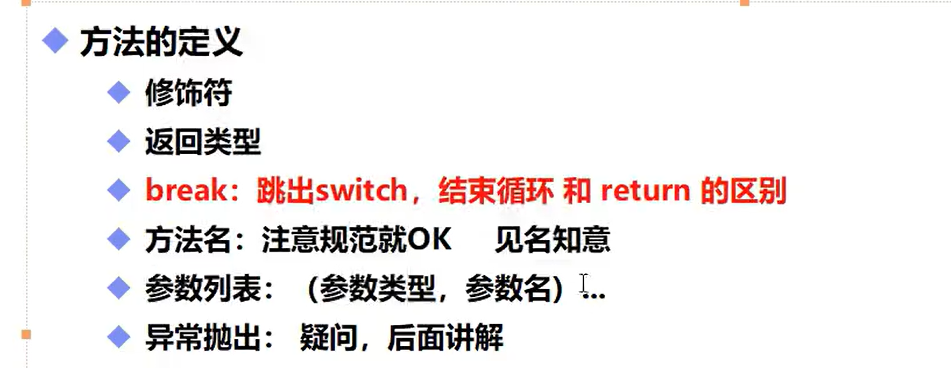 方法的定义
修饰符
返回类型
break：跳出switch，结束循环 和 return 的区别
方法名：注意规范就OK 见名知意
参数列表：（参数类型，参数名）...
异常抛出： 疑问，后面讲解